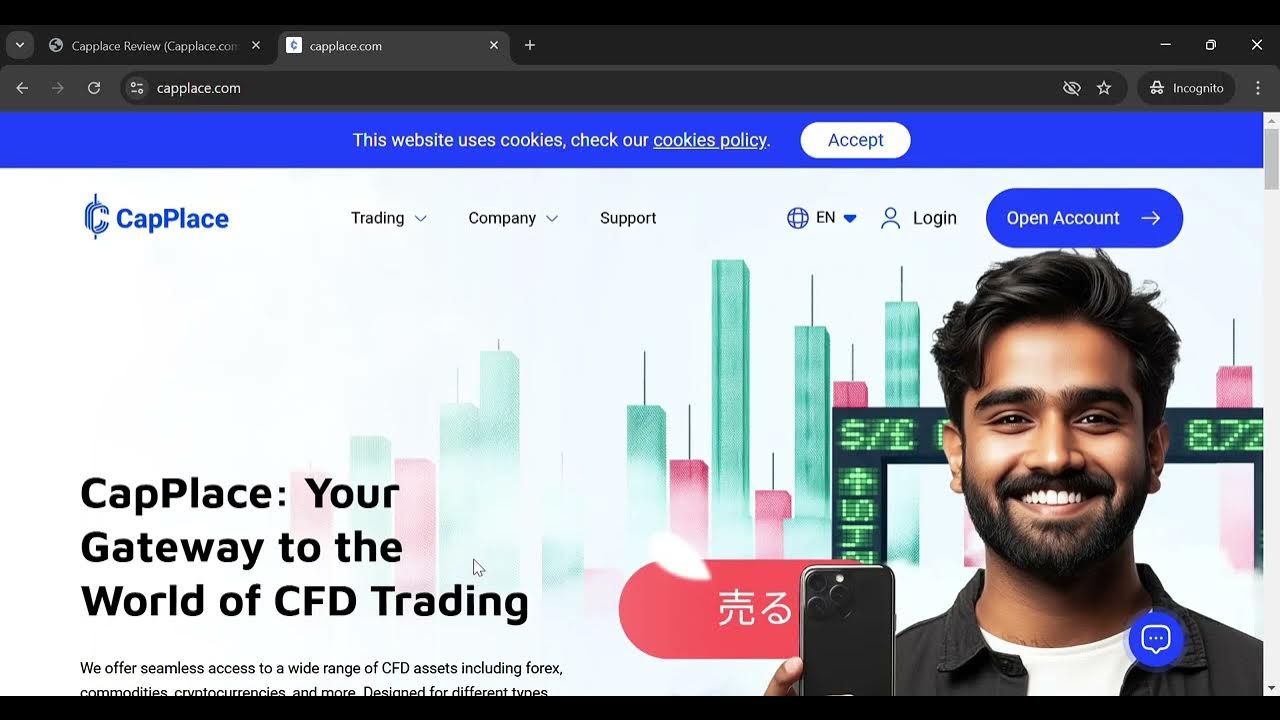 Capplace Review (Capplace.com
capplace.com
capplace.com
Incognito
This website uses cookies, check our cookies policy.
Accept
CapPlace
Trading
Company
Support
EN
Login
Open Account
S/E
8.72
CapPlace: Your
Gateway to the
World of CFD Trading
売る
We offer seamless access to a wide range of CFD assets including forex,
commodities, cryptocurrencies, and more. Designed for different types